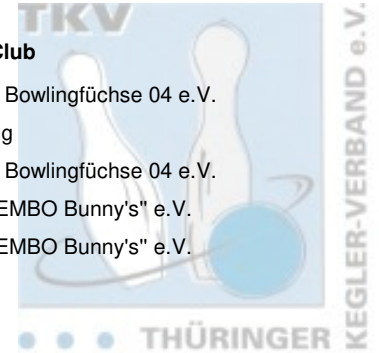 TKV
Club
Bowlingfüchse 04 e.V.
g
Bowlingfüchse 04 e.V.
EMBO Bunny's" e.V.
EMBO Bunny's" e.V.
THÜRINGER
KEGLER-VERBAND e.V.